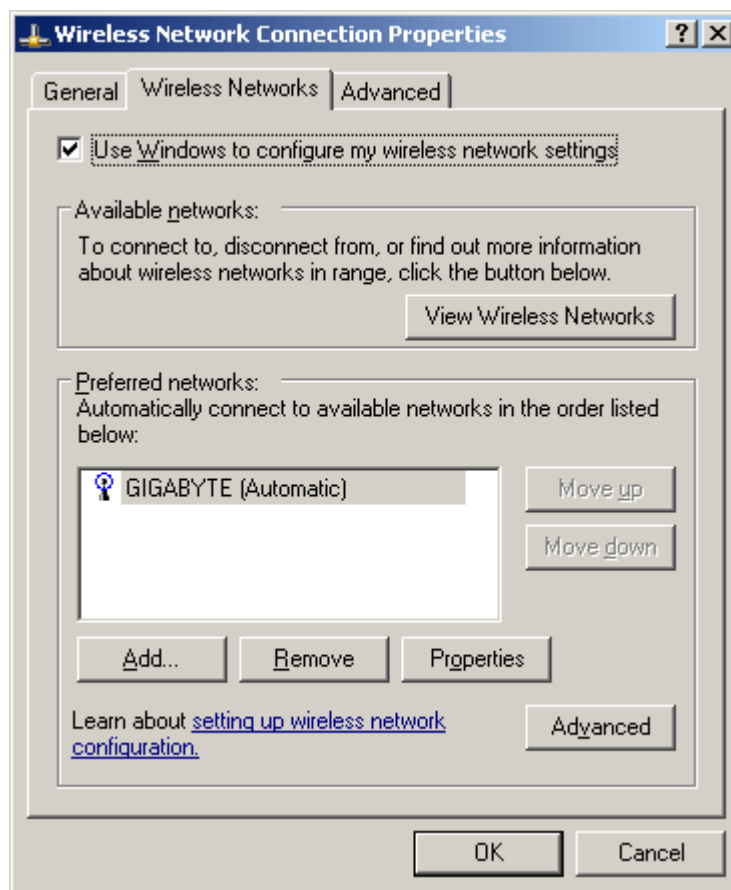 Wireless Network Connection Properties
General Wireless Networks Advanced
Use Windows to configure my wireless network settings
Available networks:
To connect to, disconnect from, or find out more information
about wireless networks in range, click the button below.
View Wireless Networks
Preferred networks:
Automatically connect to available networks in the order listed
below:
GIGABYTE (Automatic)
Move up
Move down
Add... Remove Properties
Learn about setting up wireless network
configuration.
Advanced
OK Cancel